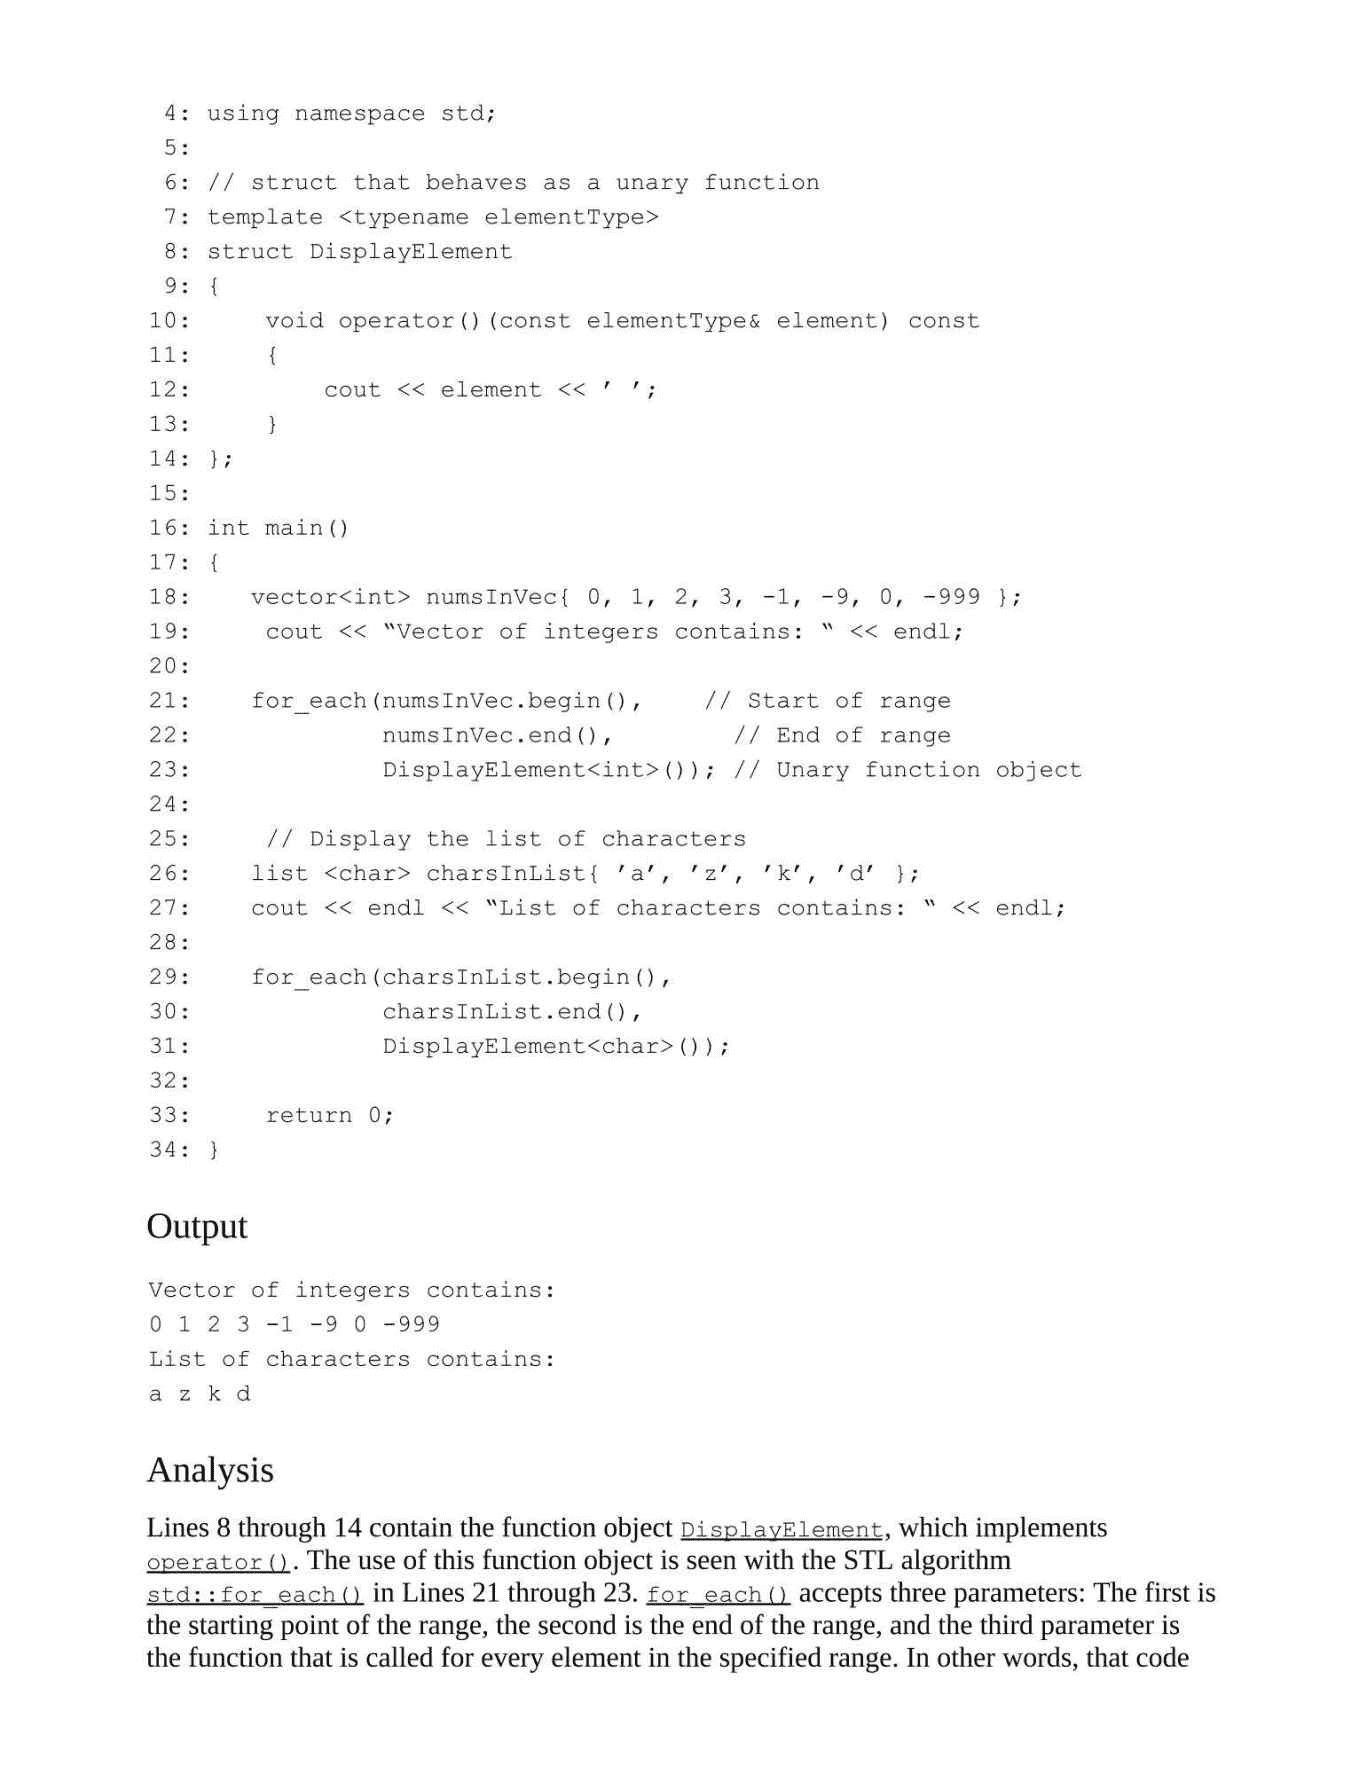 4: using namespace std;
5:
6: // struct that behaves as a unary function
7: template <typename elementType>
8: struct DisplayElement
9: {
10:     void operator()(const elementType& element) const
11:     {
12:         cout << element << ’ ’;
13:     }
14: };
15:
16: int main()
17: {
18:    vector<int> numsInVec{ 0, 1, 2, 3, -1, -9, 0, -999 };
19:     cout << “Vector of integers contains: “ << endl;
20:
21:    for_each(numsInVec.begin(),    // Start of range
22:             numsInVec.end(),        // End of range
23:             DisplayElement<int>()); // Unary function object
24:
25:     // Display the list of characters
26:    list <char> charsInList{ ’a’, ’z’, ’k’, ’d’ };
27:    cout << endl << “List of characters contains: “ << endl;
28:
29:    for_each(charsInList.begin(),
30:             charsInList.end(),
31:             DisplayElement<char>());
32:
33:     return 0;
34: }
Output
Vector of integers contains:
0 1 2 3 -1 -9 0 -999
List of characters contains:
a z k d
Analysis
Lines 8 through 14 contain the function object DisplayElement, which implements
operator(). The use of this function object is seen with the STL algorithm
std::for_each() in Lines 21 through 23. for_each() accepts three parameters: The first is
the starting point of the range, the second is the end of the range, and the third parameter is
the function that is called for every element in the specified range. In other words, that code